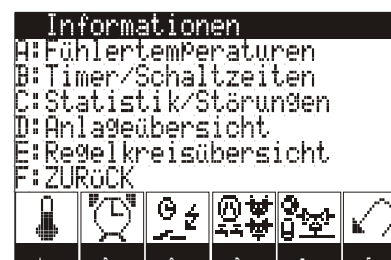 Informationen
A:Fühlertemperaturen
B:Timer/Schaltzeiten
C:Statistik/Störungen
D:Anlageübersicht
E:Regelkreisübersicht
F:ZURüCK